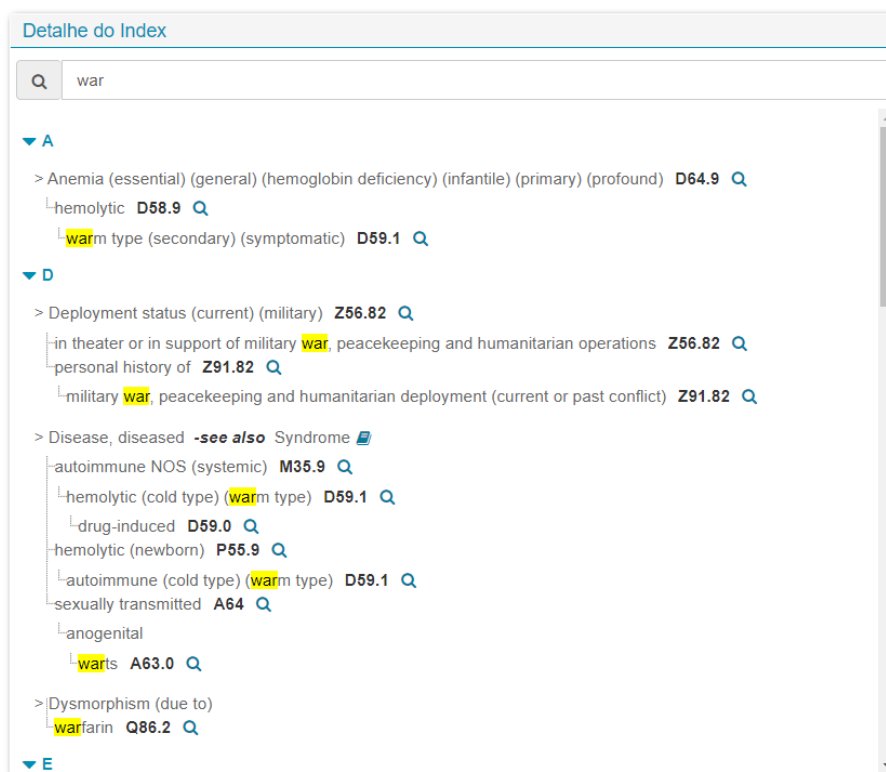 Detalhe do Index
war
A
> Anemia (essential) (general) (hemoglobin deficiency) (infantile) (primary) (profound) D64.9
hemolytic D58.9
warm type (secondary) (symptomatic) D59.1
D
> Deployment status (current) (military) Z56.82
in theater or in support of military war, peacekeeping and humanitarian operations Z56.82
personal history of Z91.82
military war, peacekeeping and humanitarian deployment (current or past conflict) Z91.82
> Disease, diseased -see also Syndrome
autoimmune NOS (systemic) M35.9
hemolytic (cold type) (warm type) D59.1
drug-induced D59.0
hemolytic (newborn) P55.9
autoimmune (cold type) (warm type) D59.1
sexually transmitted A64
anogenital
warts A63.0
> Dysmorphism (due to)
warfarin Q86.2
E